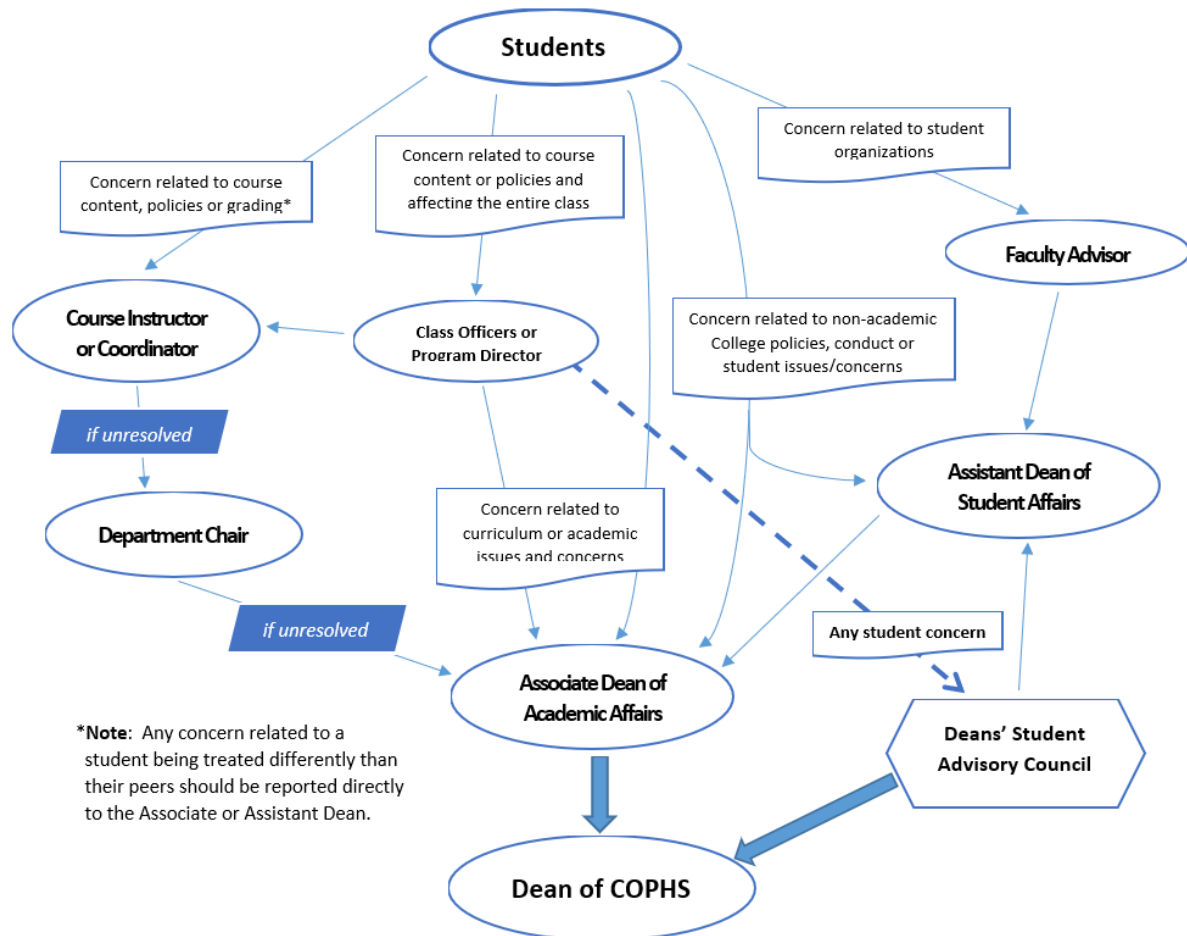 Students
Concern related to student
organizations
Concern related to course
content, policies or grading*
Concern related to course
content or policies and
affecting the entire class
Faculty Advisor
Course Instructor
or Coordinator
Class Officers or
Program Director
Concern related to non-academic
College policies, conduct or
student issues/concerns
if unresolved
Assistant Dean of
Student Affairs
Department Chair
Concern related to
curriculum or academic
issues and concerns
if unresolved
Any student concern
Associate Dean of
Academic Affairs
Deans’ Student
Advisory Council
*Note: Any concern related to a
student being treated differently than
their peers should be reported directly
to the Associate or Assistant Dean.
Dean of COPHS